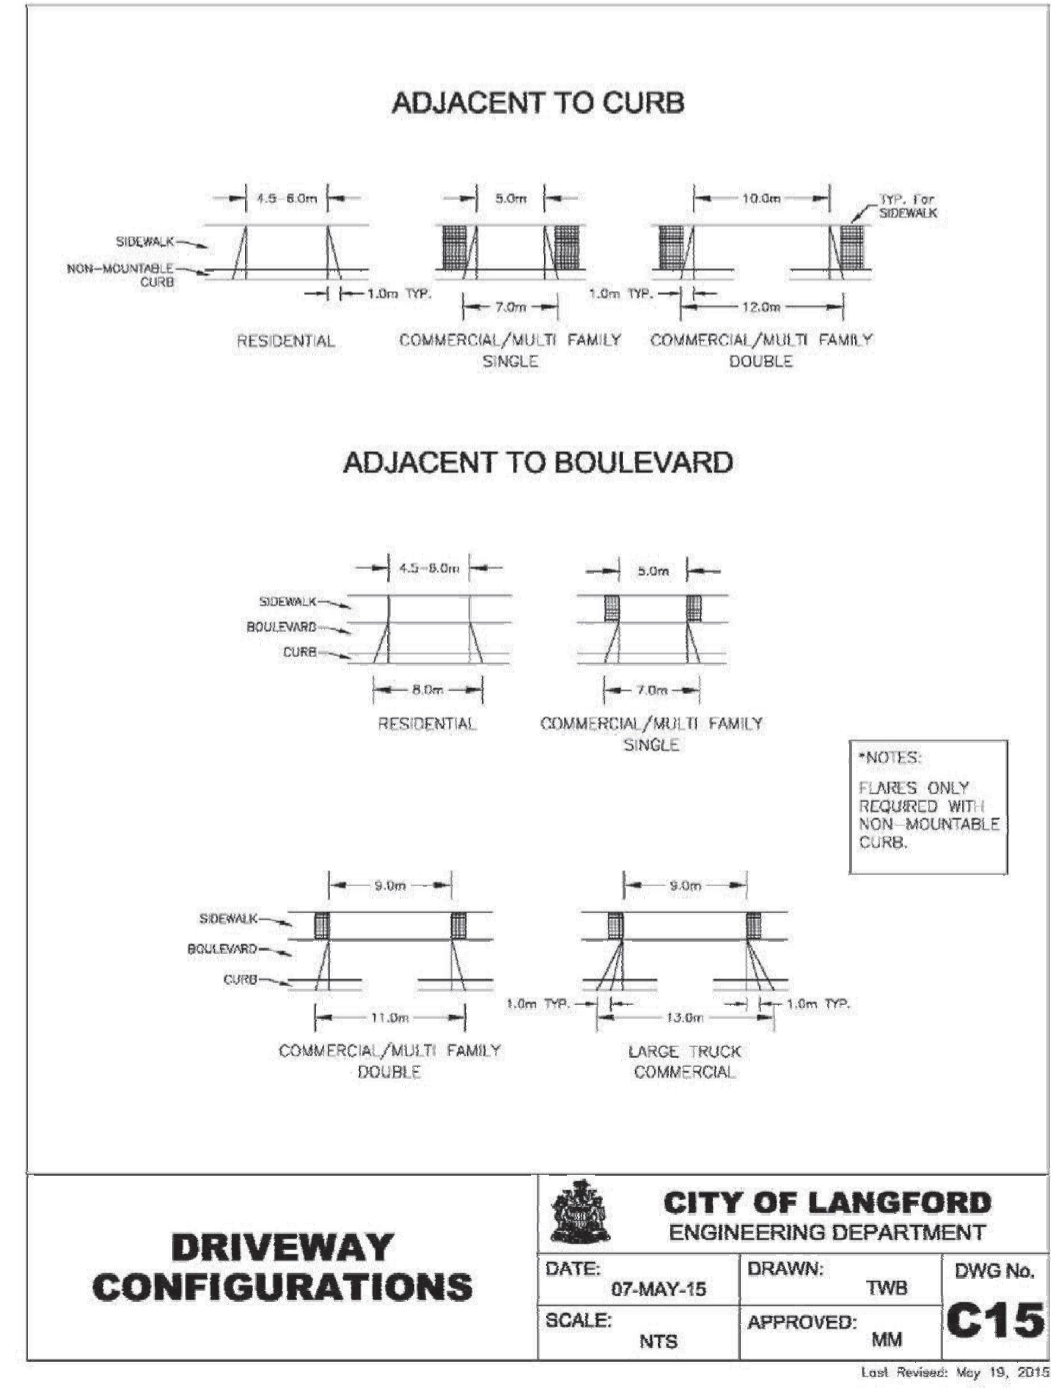 ADJACENT TO CURB
4.5-6.0m
5.0m
10.0m
TYP. For
SIDEWALK
SIDEWALK
NON-MOUNTABLE
CURB
1.0m TYP.
7.0m
1.0m TYP.
12.0m
RESIDENTIAL
COMMERCIAL/MULTI FAMILY
SINGLE
COMMERCIAL/MULTI FAMILY
DOUBLE
ADJACENT TO BOULEVARD
4.5-6.0m
5.0m
SIDEWALK
BOULEVARD
CURB
8.0m
7.0m
RESIDENTIAL
COMMERCIAL/MULTI FAMILY
SINGLE
*NOTES:
FLARES ONLY
REQUIRED WITH
NON-MOUNTABLE
CURB.
9.0m
9.0m
SIDEWALK
BOULEVARD
CURB
11.0m
1.0m TYP.
13.0m
1.0m TYP.
COMMERCIAL/MULTI FAMILY
DOUBLE
LARGE TRUCK
COMMERCIAL
DRIVEWAY
CONFIGURATIONS
CITY OF LANGFORD
ENGINEERING DEPARTMENT
DATE:
07-MAY-15
DRAWN:
TWB
DWG No.
C15
SCALE:
NTS
APPROVED:
MM
Last Revised: May 19, 2015